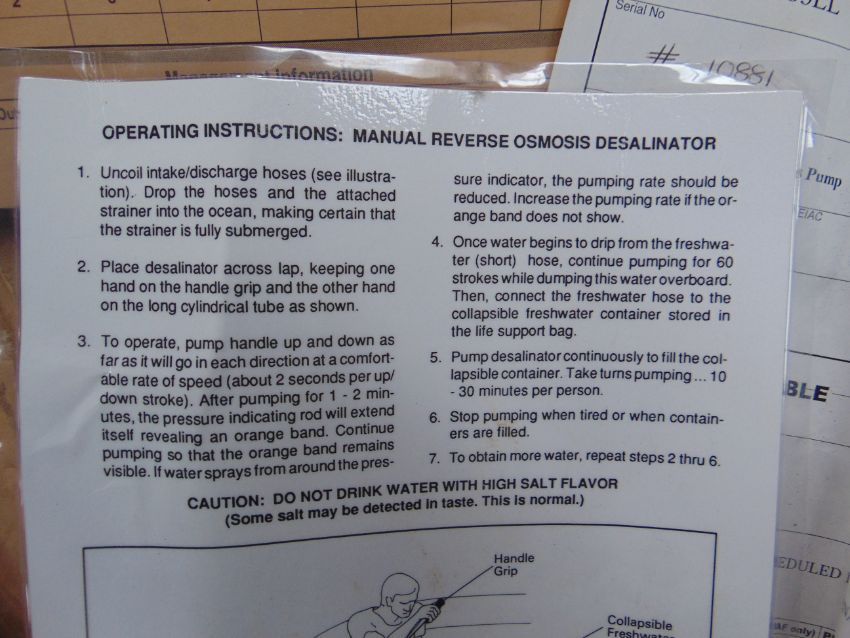 2
Serial No
# 10881
Management Information
OPERATING INSTRUCTIONS: MANUAL REVERSE OSMOSIS DESALINATOR
1. Uncoil intake/discharge hoses (see illustra-
tion). Drop the hoses and the attached
strainer into the ocean, making certain that
the strainer is fully submerged.
2. Place desalinator across lap, keeping one
hand on the handle grip and the other hand
on the long cylindrical tube as shown.
3. To operate, pump handle up and down as
far as it will go in each direction at a comfort-
able rate of speed (about 2 seconds per up/
down stroke). After pumping for 1 - 2 min-
utes, the pressure indicating rod will extend
itself revealing an orange band. Continue
pumping so that the orange band remains
visible. If water sprays from around the pres-
sure indicator, the pumping rate should be
reduced. Increase the pumping rate if the or-
ange band does not show.
4. Once water begins to drip from the freshwa-
ter (short) hose, continue pumping for 60
strokes while dumping this water overboard.
Then, connect the freshwater hose to the
collapsible freshwater container stored in
the life support bag.
5. Pump desalinator continuously to fill the col-
lapsible container. Take turns pumping ... 10
- 30 minutes per person.
6. Stop pumping when tired or when contain-
ers are filled.
7. To obtain more water, repeat steps 2 thru 6.
CAUTION: DO NOT DRINK WATER WITH HIGH SALT FLAVOR
(Some salt may be detected in taste. This is normal.)
Handle
Grip
Collapsible
Freshwater
Pump
EIAC
BLE
EDULED
only)